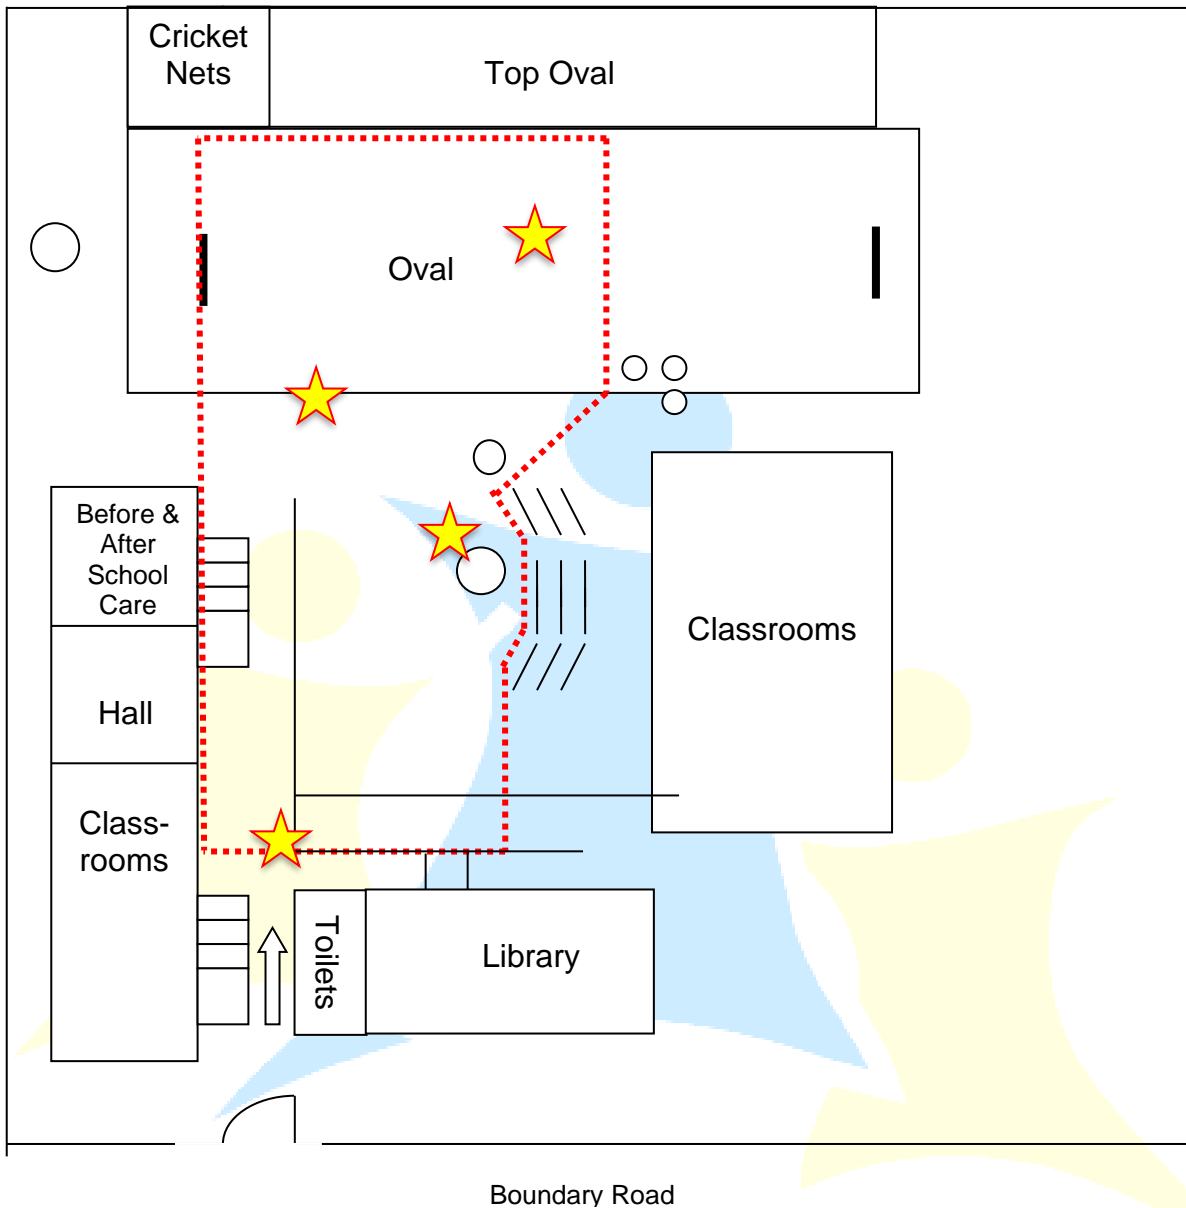 Cricket
Nets
Top Oval
Oval
Before &
After
School
Care
Classrooms
Hall
Class-
rooms
Toilets
Library
Boundary Road